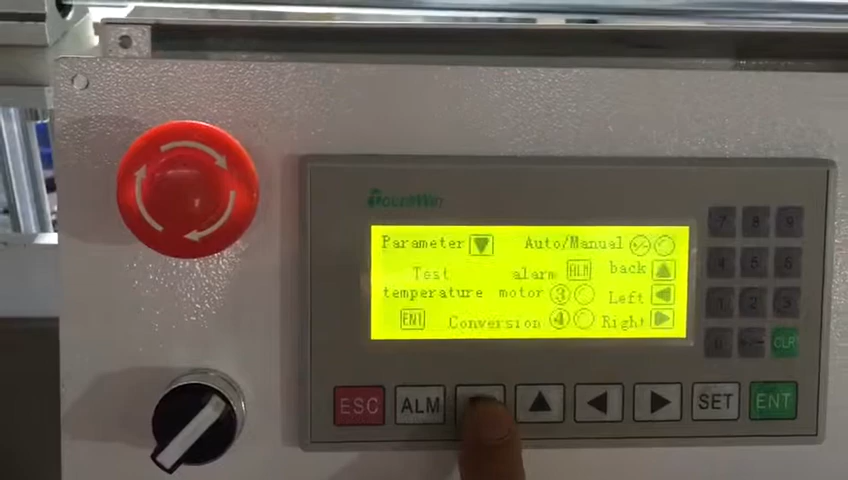 Parameter ▼ Auto/Manual +/-
Test alarm ALM back ▲
temperature motor 3 Left ◀
ENT Conversion 4 Right ▶
7 8 9
4 5 6
1 2 3
0 +/- CLR
ESC ALM ▲ ◀ ▶ SET ENT